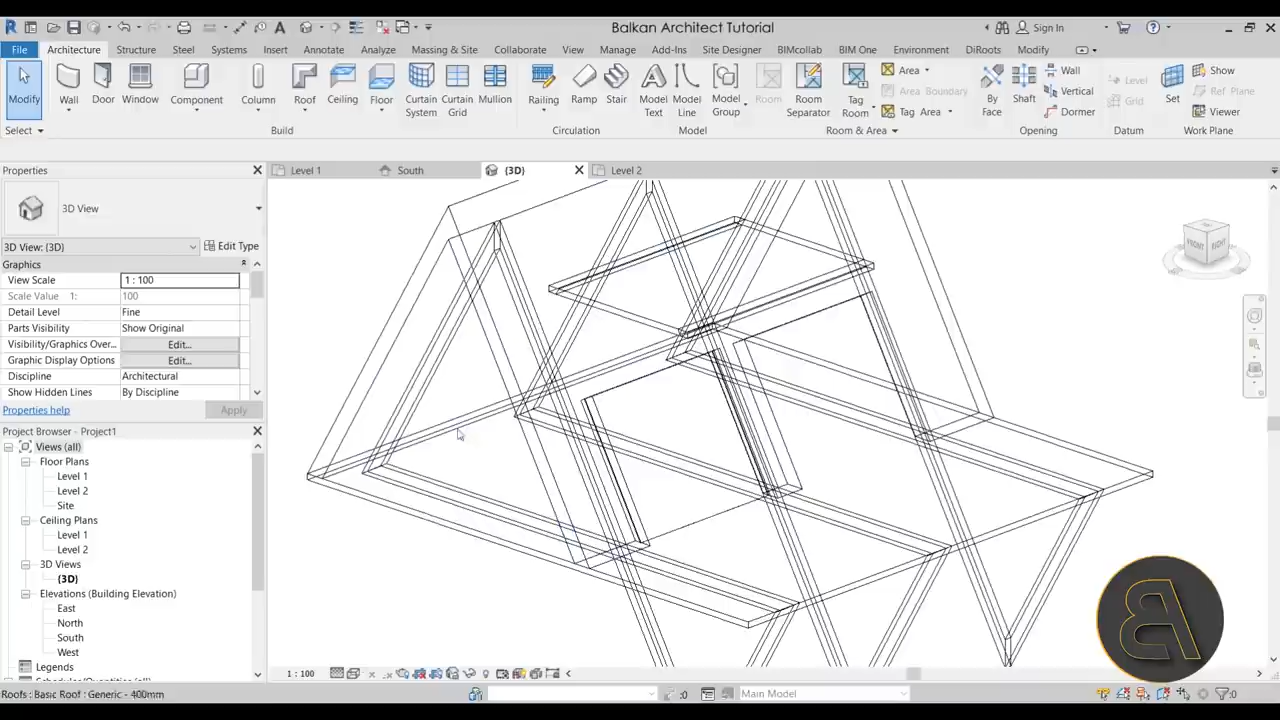 Balkan Architect Tutorial
Sign In
File Architecture Structure Steel Systems Insert Annotate Analyze Massing & Site Collaborate View Manage Add-Ins Site Designer BIMcollab BIM One Environment DiRoots Modify
Modify Wall Door Window Component Column Roof Ceiling Floor Curtain System Curtain Grid Mullion Railing Ramp Stair Model Text Model Line Model Group Room Room Separator Tag Room Area Area Boundary Tag Area By Face Shaft Wall Vertical Dormer Level Grid Set Show Ref Plane Viewer
Select Build Circulation Model Room & Area Opening Datum Work Plane
Properties
Level 1 South (3D) Level 2
3D View
3D View: (3D) Edit Type
Graphics
View Scale 1 : 100
Scale Value 1: 100
Detail Level Fine
Parts Visibility Show Original
Visibility/Graphics Over... Edit...
Graphic Display Options Edit...
Discipline Architectural
Show Hidden Lines By Discipline
Properties help Apply
FRONT RIGHT
Project Browser - Project1
Views (all)
Floor Plans
Level 1
Level 2
Site
Ceiling Plans
Level 1
Level 2
3D Views
(3D)
Elevations (Building Elevation)
East
North
South
West
Legends
1 : 100
Roofs : Basic Roof : Generic - 400mm
:0
Main Model
:0